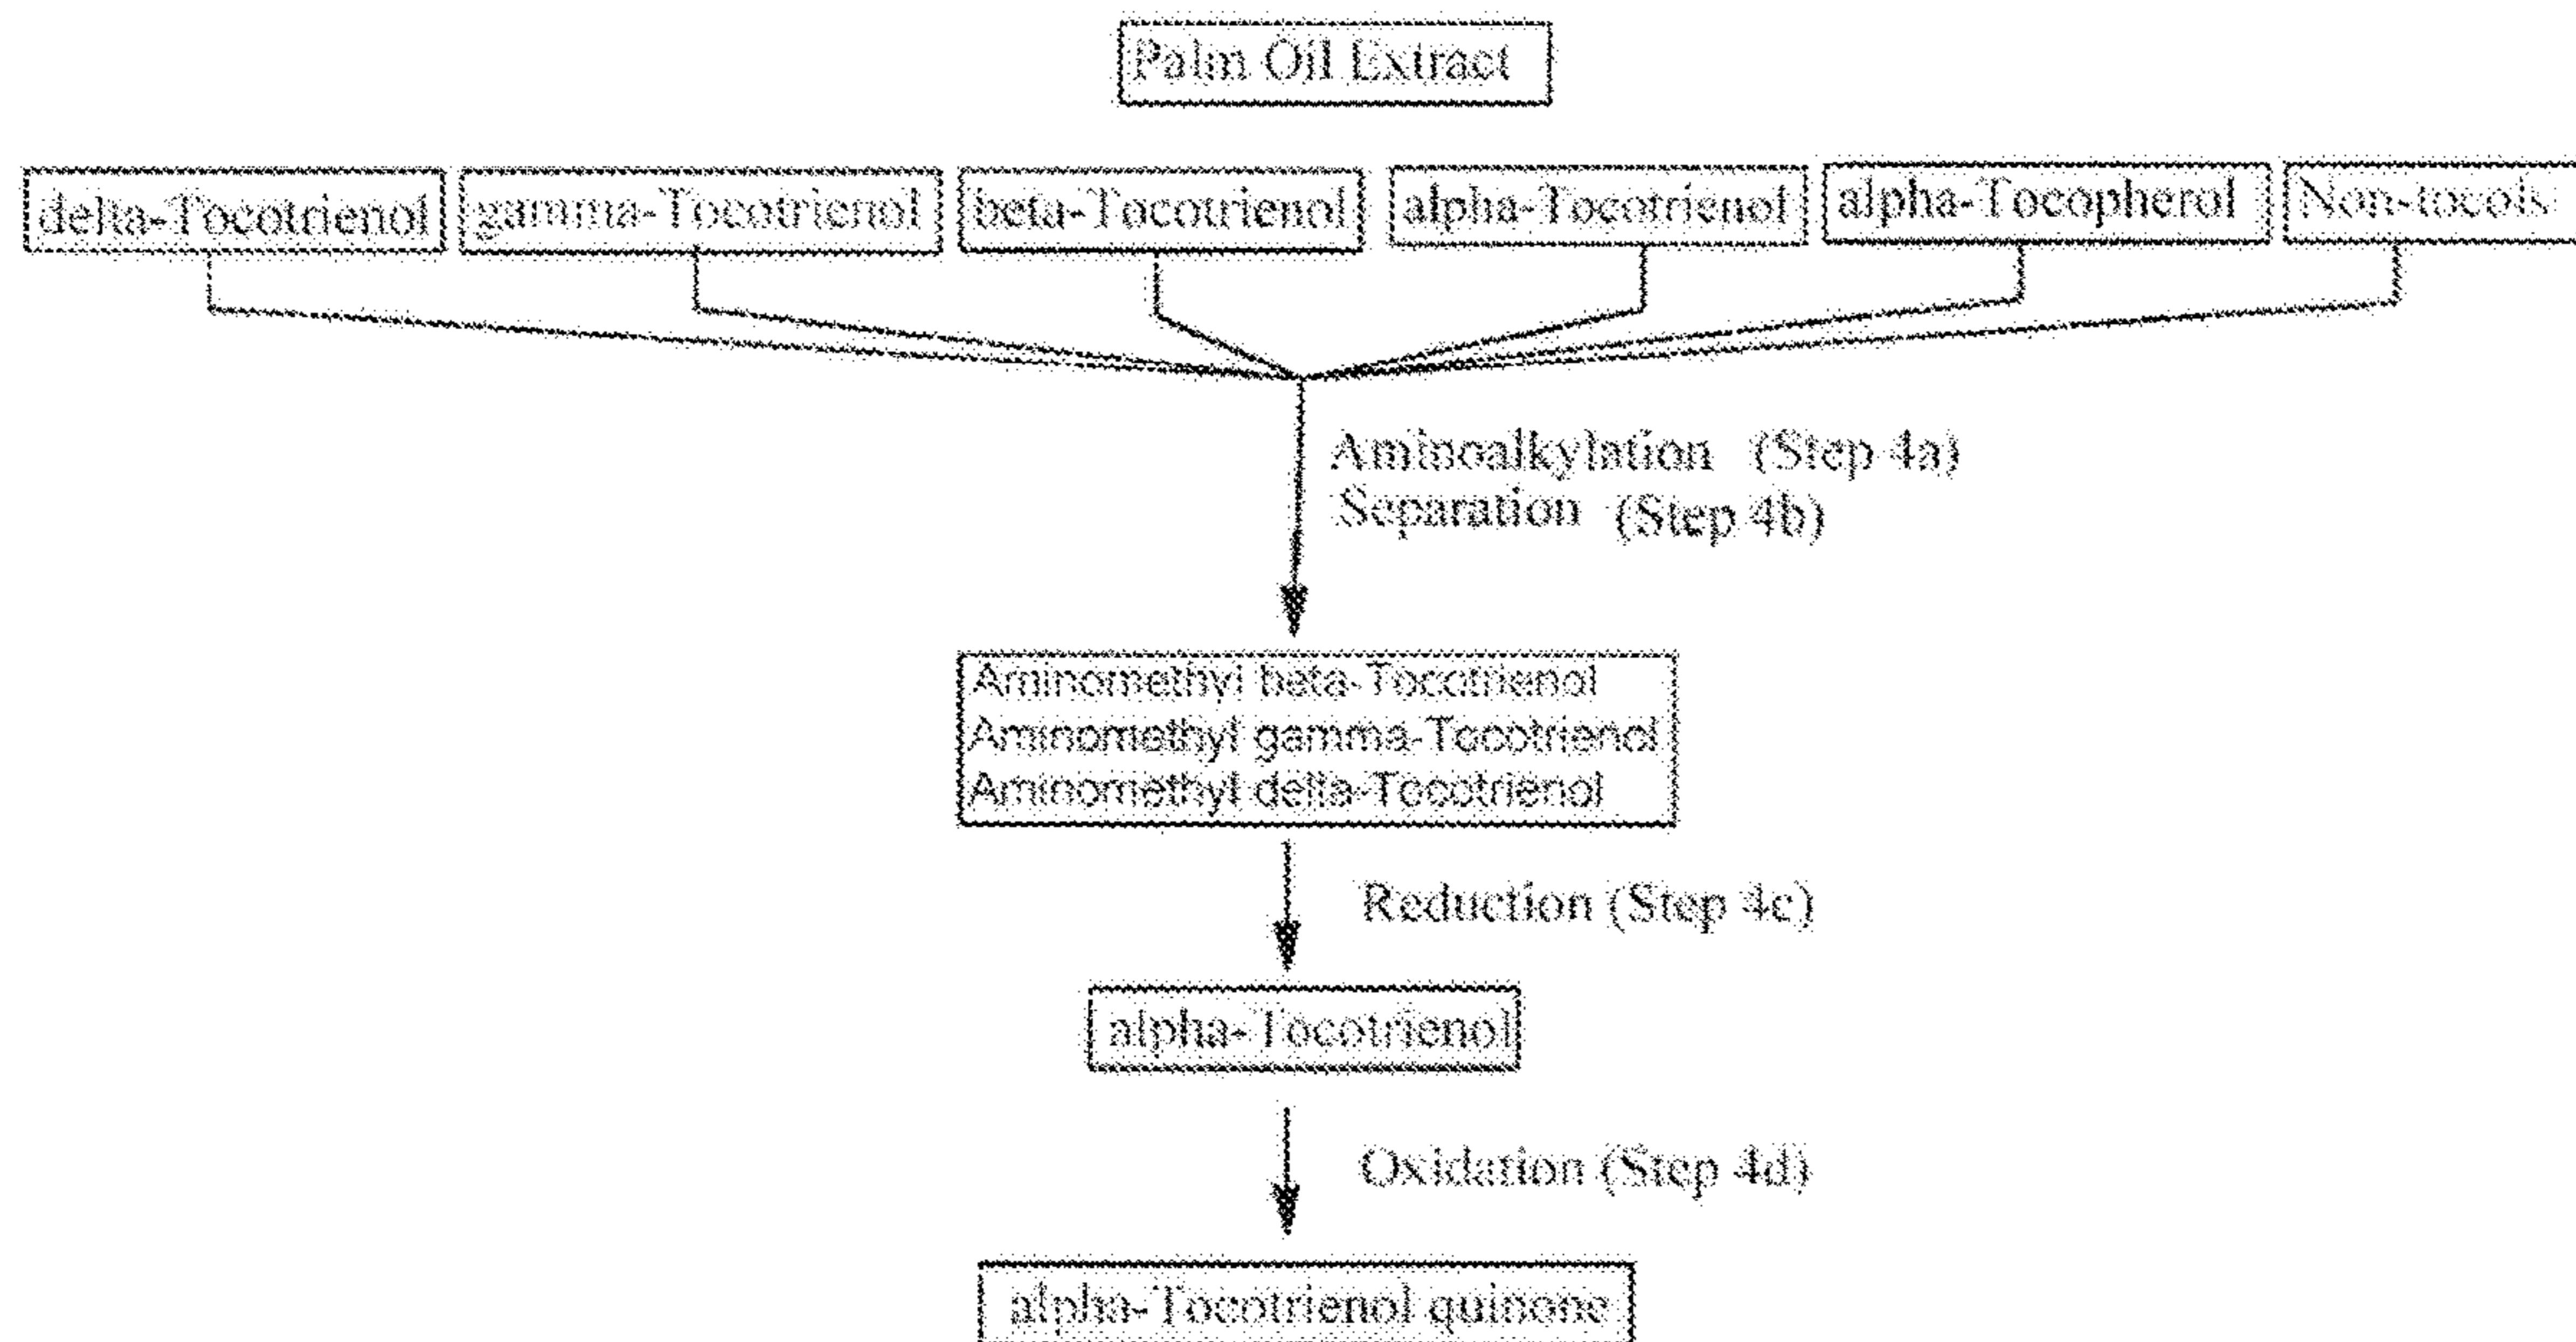 Palm Oil Extract
delta-Tocotrienol gamma-Tocotrienol beta-Tocotrienol alpha-Tocotrienol alpha-Tocopherol Non-tocols
Aminoalkylation (Step 4a)
Separation (Step 4b)
Aminomethyl beta-Tocotrienol
Aminomethyl gamma-Tocotrienol
Aminomethyl delta-Tocotrienol
Reduction (Step 4c)
alpha-Tocotrienol
Oxidation (Step 4d)
alpha-Tocotrienol quinone